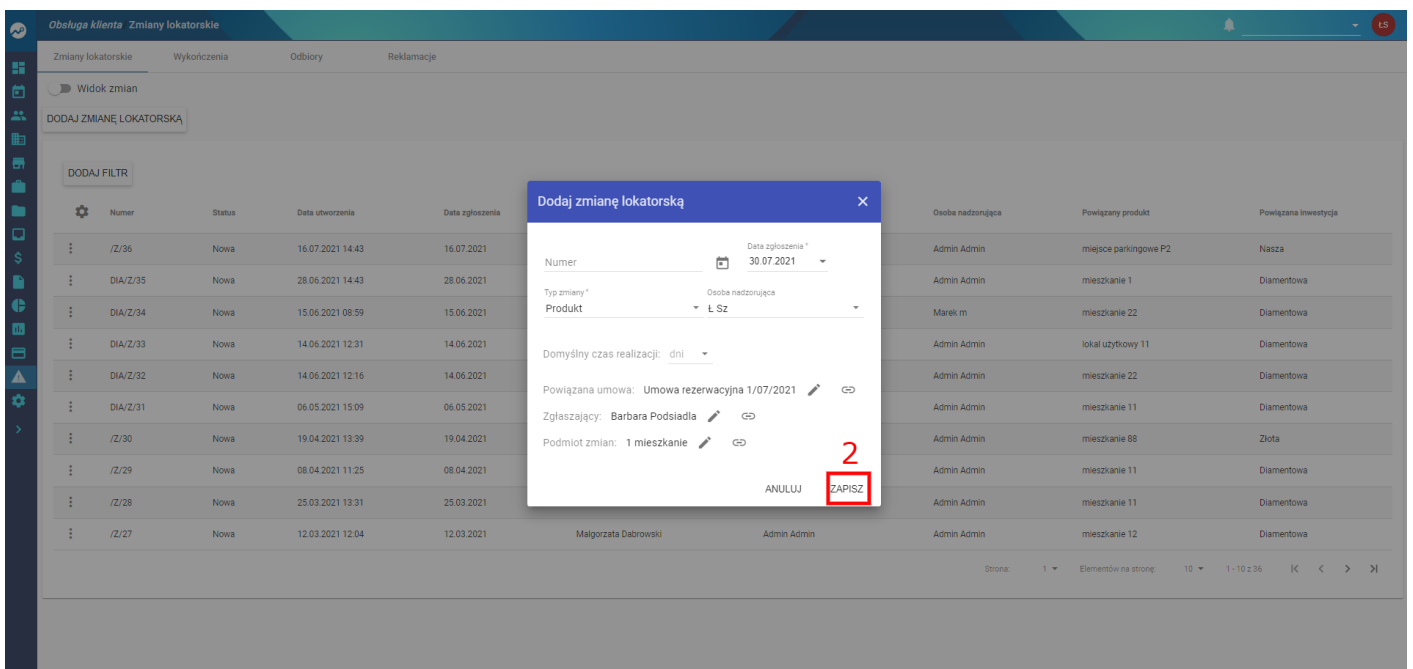 Obsługa klienta Zmiany lokatorskie
ŁS
Zmiany lokatorskie Wykończenia Odbiory Reklamacje
Widok zmian
DODAJ ZMIANĘ LOKATORSKĄ
DODAJ FILTR
Numer Status Data utworzenia Data zgłoszenia Osoba nadzorująca Powiązany produkt Powiązana inwestycja
/Z/36 Nowa 16.07.2021 14:43 16.07.2021 Admin Admin miejsce parkingowe P2 Nasza
DIA/Z/35 Nowa 28.06.2021 14:43 28.06.2021 Admin Admin mieszkanie 1 Diamentowa
DIA/Z/34 Nowa 15.06.2021 08:59 15.06.2021 Marek m mieszkanie 22 Diamentowa
DIA/Z/33 Nowa 14.06.2021 12:31 14.06.2021 Admin Admin lokal użytkowy 11 Diamentowa
DIA/Z/32 Nowa 14.06.2021 12:16 14.06.2021 Admin Admin mieszkanie 22 Diamentowa
DIA/Z/31 Nowa 06.05.2021 15:09 06.05.2021 Admin Admin mieszkanie 11 Diamentowa
/Z/30 Nowa 19.04.2021 13:39 19.04.2021 Admin Admin mieszkanie 88 Złota
/Z/29 Nowa 08.04.2021 11:25 08.04.2021 Admin Admin mieszkanie 11 Diamentowa
/Z/28 Nowa 25.03.2021 13:31 25.03.2021 Admin Admin mieszkanie 11 Diamentowa
/Z/27 Nowa 12.03.2021 12:04 12.03.2021 Malgorzata Dabrowski Admin Admin Admin Admin mieszkanie 12 Diamentowa
Strona: 1 Elementów na stronę: 10 1 - 10 z 36
Dodaj zmianę lokatorską
Data zgłoszenia *
Numer 30.07.2021
Typ zmiany * Osoba nadzorująca
Produkt Ł Sz
Domyślny czas realizacji: dni
Powiązana umowa: Umowa rezerwacyjna 1/07/2021
Zgłaszający: Barbara Podsiadla
Podmiot zmian: 1 mieszkanie
2
ANULUJ ZAPISZ